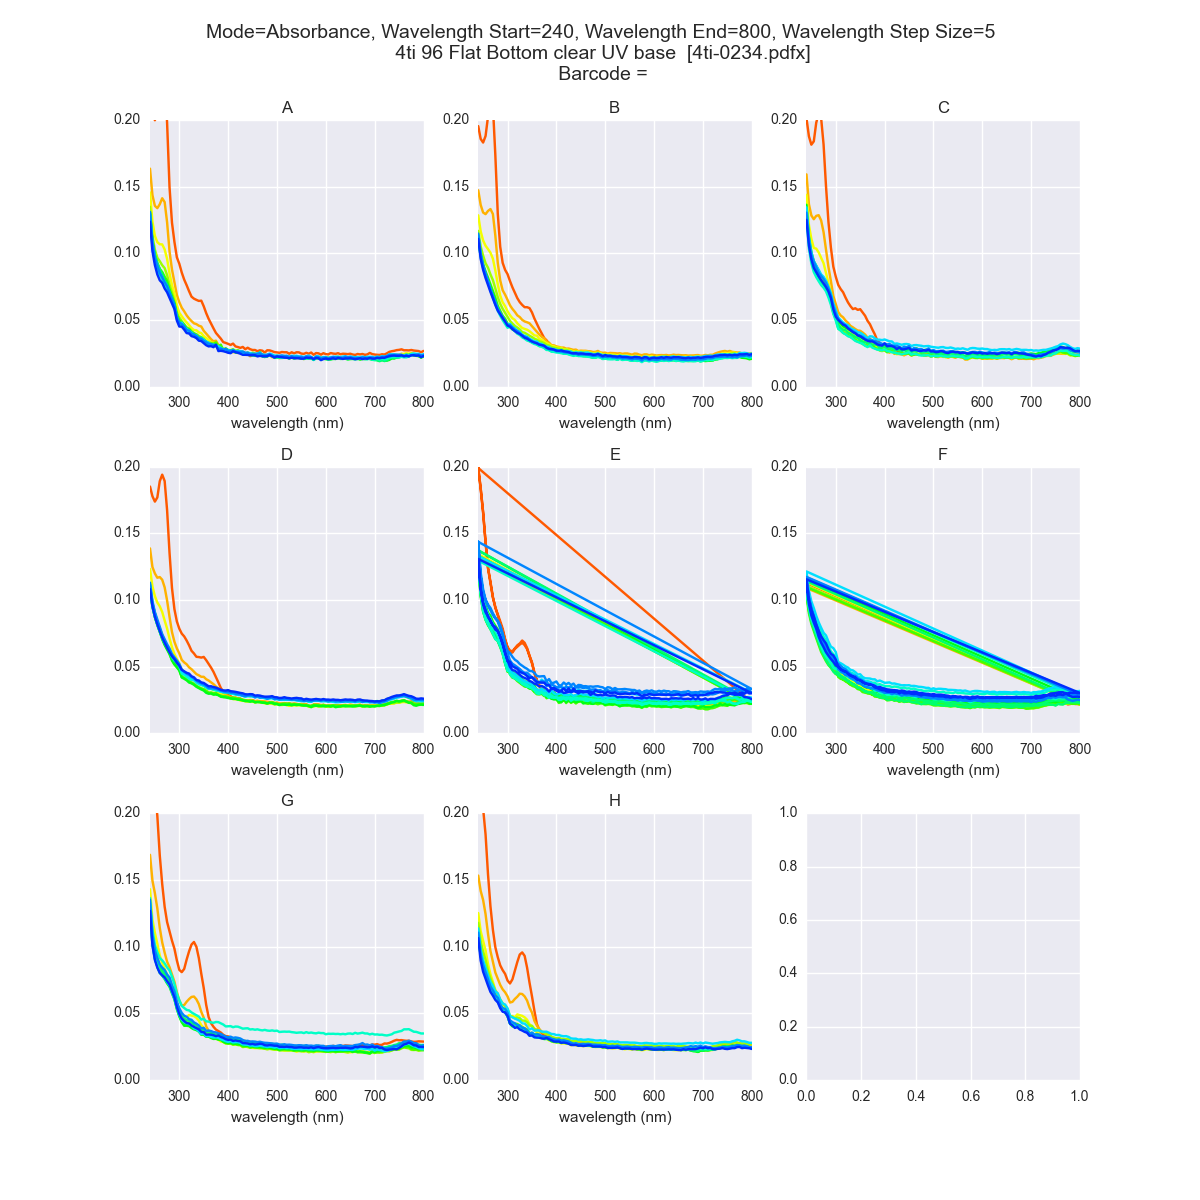 Mode=Absorbance, Wavelength Start=240, Wavelength End=800, Wavelength Step Size=5
4ti 96 Flat Bottom clear UV base  [4ti-0234.pdfx]
Barcode =
A
0.20
0.15
0.10
0.05
0.00
300 400 500 600 700 800
wavelength (nm)
B
0.20
0.15
0.10
0.05
0.00
300 400 500 600 700 800
wavelength (nm)
C
0.20
0.15
0.10
0.05
0.00
300 400 500 600 700 800
wavelength (nm)
D
0.20
0.15
0.10
0.05
0.00
300 400 500 600 700 800
wavelength (nm)
E
0.20
0.15
0.10
0.05
0.00
300 400 500 600 700 800
wavelength (nm)
F
0.20
0.15
0.10
0.05
0.00
300 400 500 600 700 800
wavelength (nm)
G
0.20
0.15
0.10
0.05
0.00
300 400 500 600 700 800
wavelength (nm)
H
0.20
0.15
0.10
0.05
0.00
300 400 500 600 700 800
wavelength (nm)
1.0
0.8
0.6
0.4
0.2
0.0
0.0 0.2 0.4 0.6 0.8 1.0